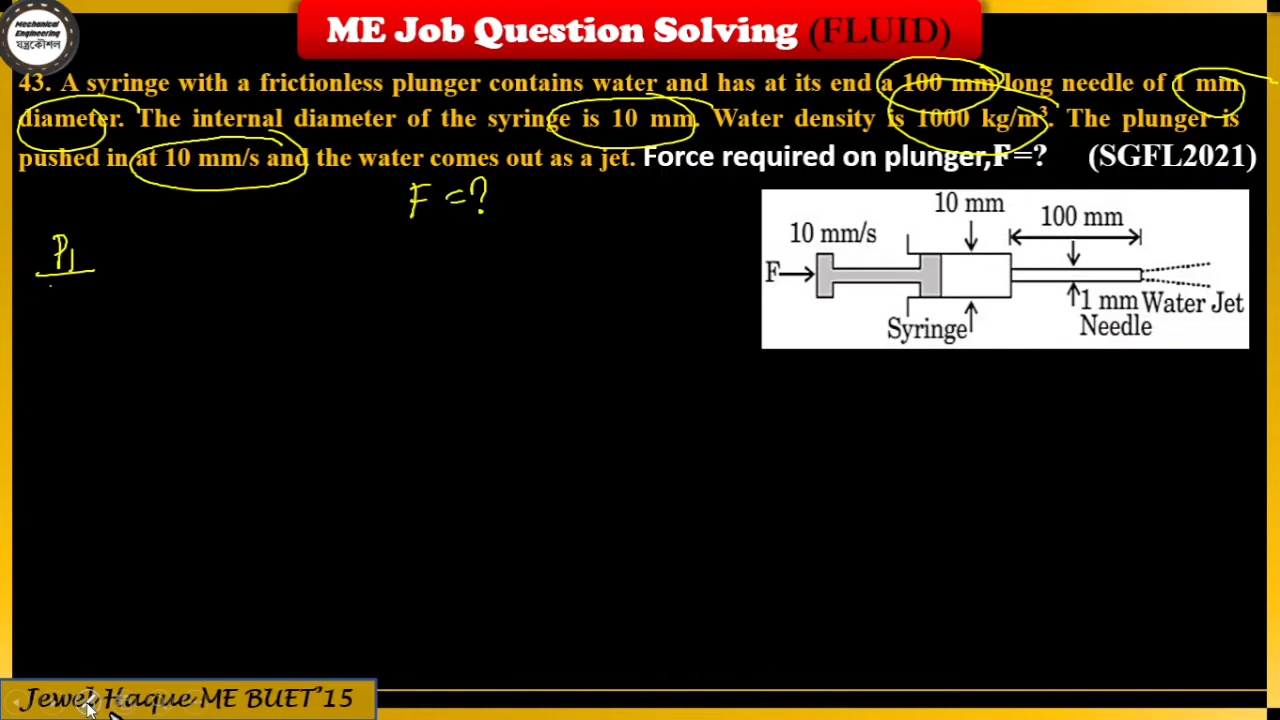 Mechanical
Engineering
যন্ত্রকৌশল
ME Job Question Solving (FLUID)
43. A syringe with a frictionless plunger contains water and has at its end a 100 mm long needle of 1 mm
diameter. The internal diameter of the syringe is 10 mm. Water density is 1000 kg/m³. The plunger is
pushed in at 10 mm/s and the water comes out as a jet. Force required on plunger,F=? (SGFL2021)
F = ?
P1
10 mm
100 mm
10 mm/s
F
1 mm Water Jet
Syringe
Needle
Jewel Haque ME BUET'15